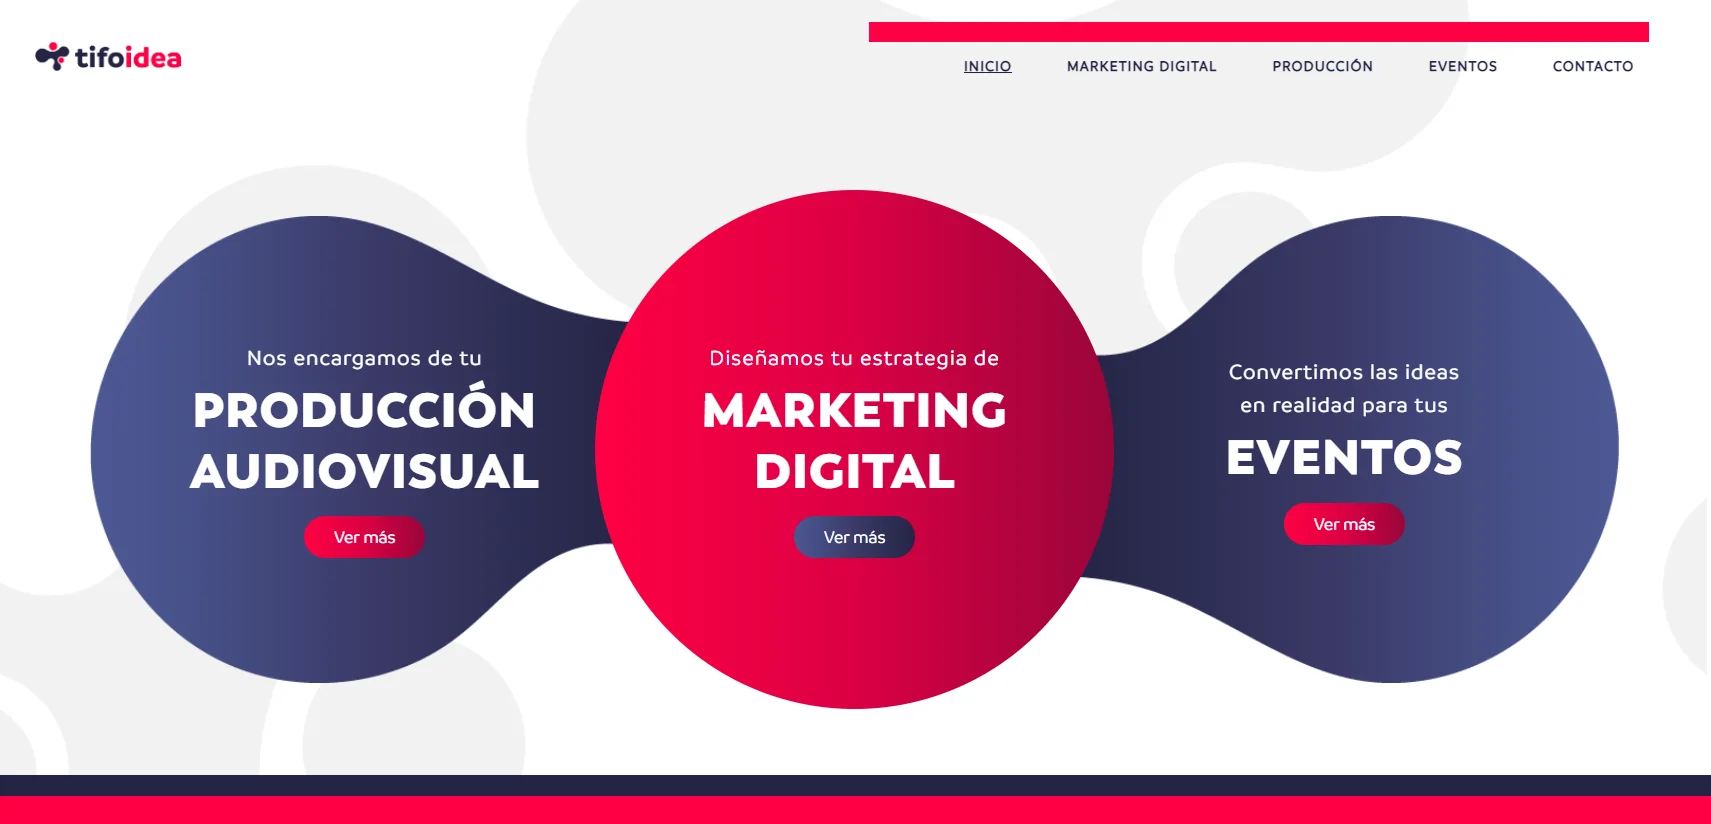 tifoidea
INICIO
MARKETING DIGITAL
PRODUCCIÓN
EVENTOS
CONTACTO
Nos encargamos de tu
PRODUCCIÓN
AUDIOVISUAL
Ver más
Diseñamos tu estrategia de
MARKETING
DIGITAL
Ver más
Convertimos las ideas
en realidad para tus
EVENTOS
Ver más